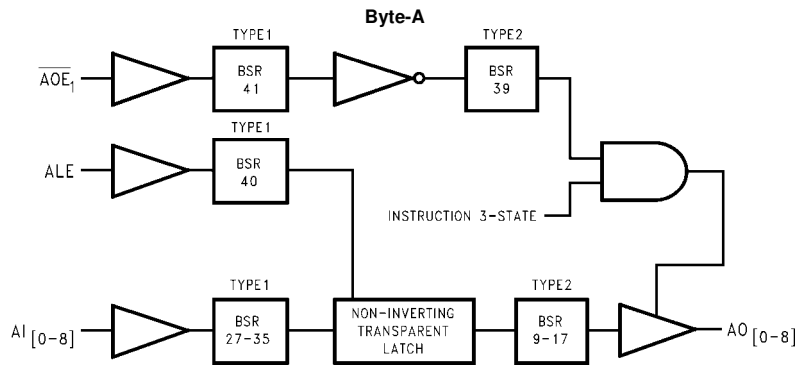 Byte-A
TYPE1
TYPE2
AOE1
BSR
41
BSR
39
TYPE1
ALE
BSR
40
INSTRUCTION 3-STATE
TYPE1
TYPE2
AI[0-8]
BSR
27-35
NON-INVERTING
TRANSPARENT
LATCH
BSR
9-17
AO[0-8]